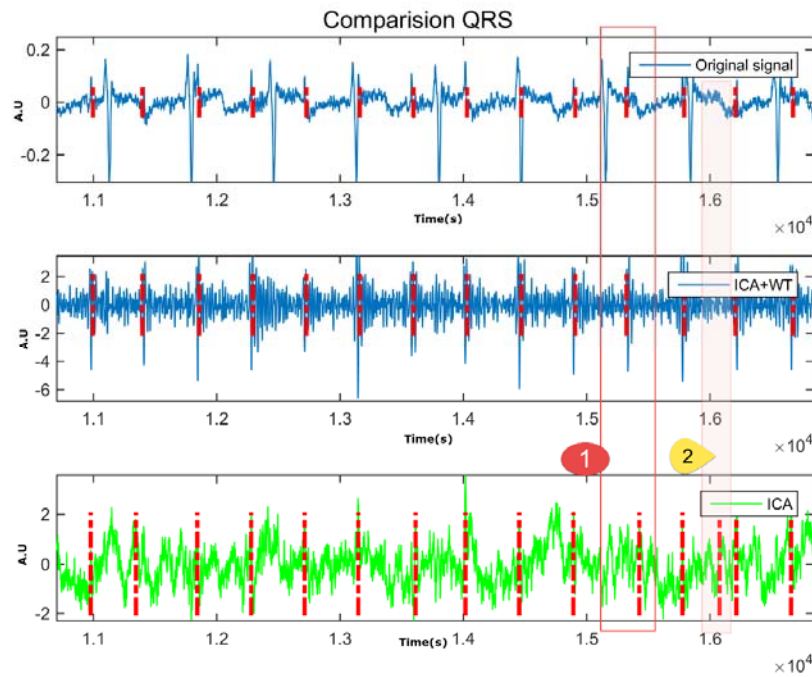 Comparision QRS
Original signal
A.U
0.2
0
-0.2
1.1 1.2 1.3 1.4 1.5 1.6
Time(s)
×10⁴
ICA+WT
A.U
2
0
-2
-4
-6
1.1 1.2 1.3 1.4 1.5 1.6
Time(s)
×10⁴
1
2
ICA
A.U
2
0
-2
1.1 1.2 1.3 1.4 1.5 1.6
Time(s)
×10⁴